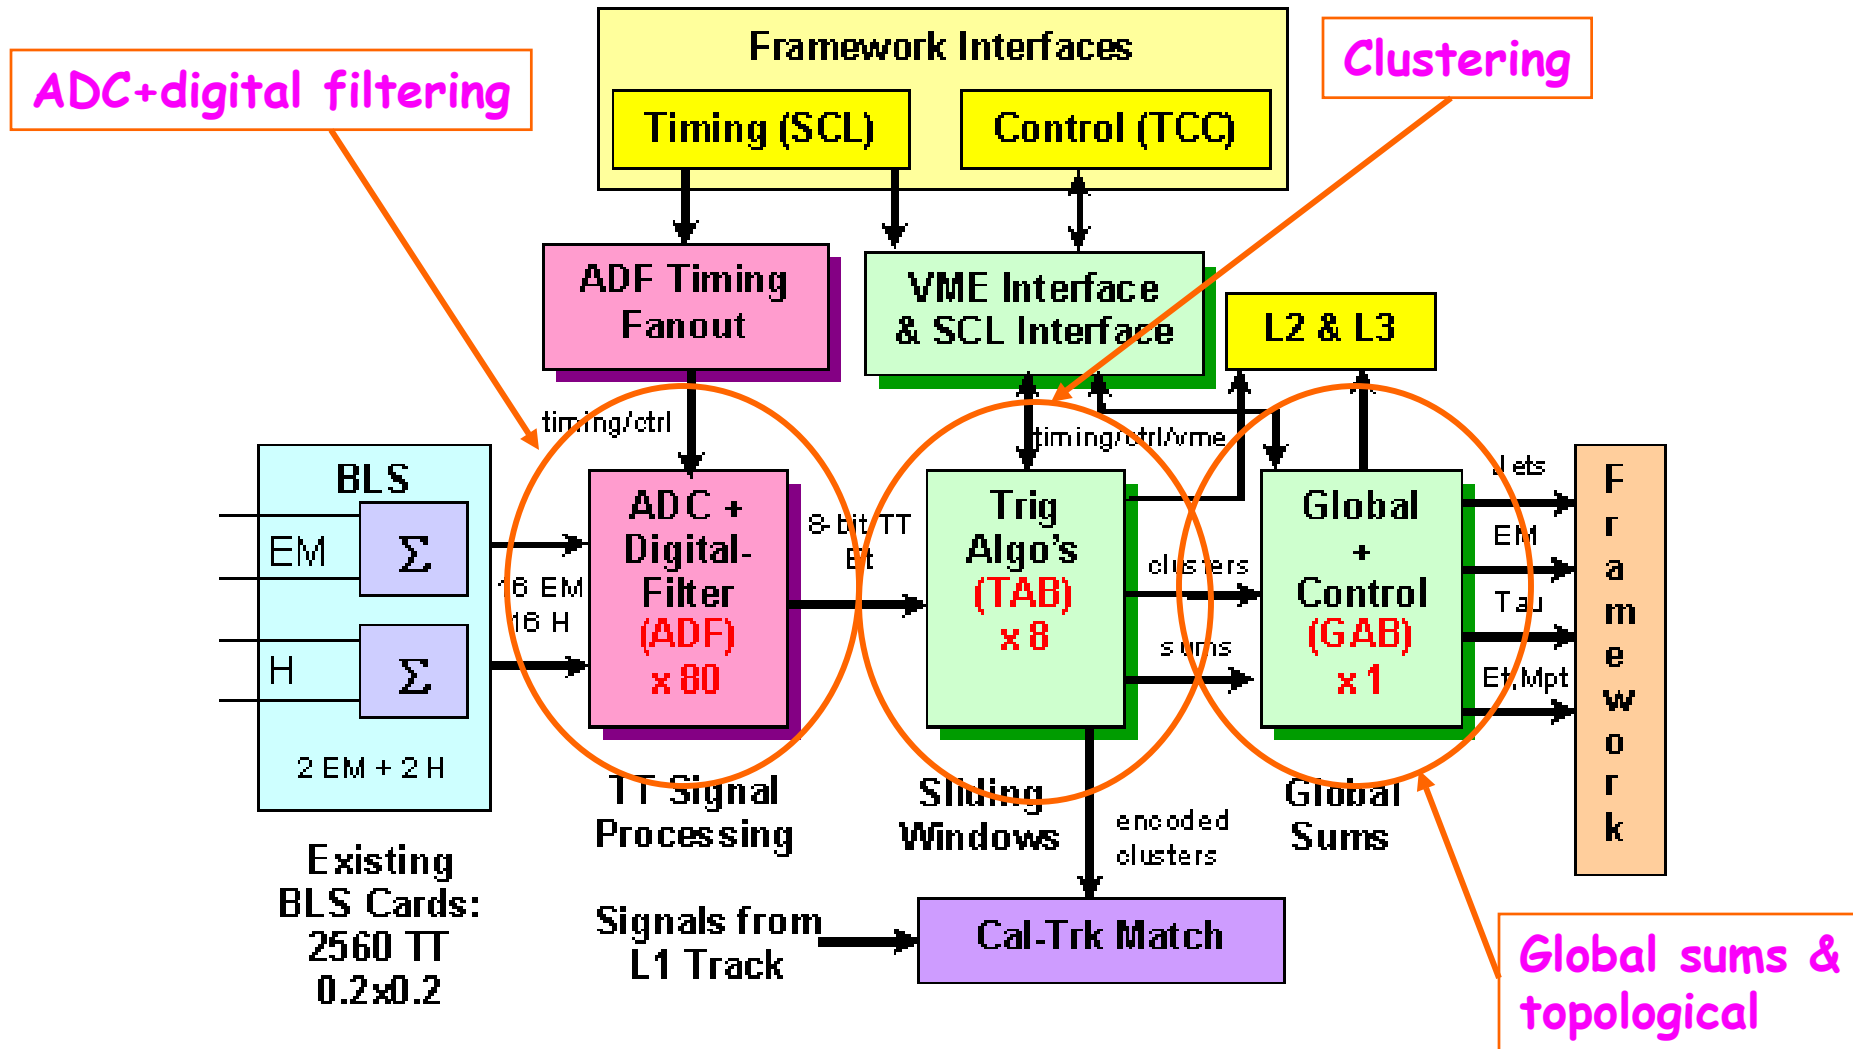 Framework Interfaces
Clustering
ADC+digital filtering
Timing (SCL)
Control (TCC)
ADF Timing
Fanout
VME Interface
& SCL Interface
L2 & L3
timing/ctrl
timing/ctrl/vme
BLS
EM
Σ
H
Σ
2 EM + 2 H
16 EM
16 H
ADC +
Digital-
Filter
(ADF)
x 80
8-bit TT
Et
Trig
Algo's
(TAB)
x 8
clusters
sums
Global
+
Control
(GAB)
x 1
Jets
EM
Tau
Et,Mpt
Framework
TT Signal
Processing
Sliding
Windows
Global
Sums
encoded
clusters
Existing
BLS Cards:
2560 TT
0.2x0.2
Signals from
L1 Track
Cal-Trk Match
Global sums &
topological